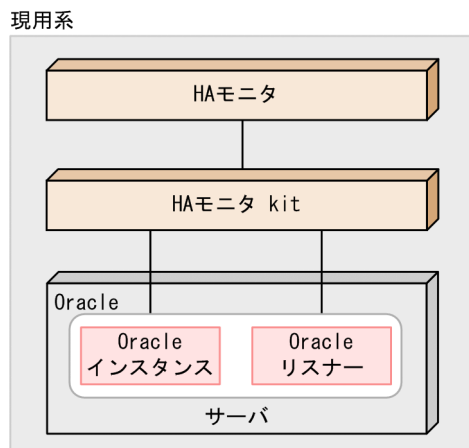 現用系
HAモニタ
HAモニタ kit
Oracle
Oracle
インスタンス
Oracle
リスナー
サーバ